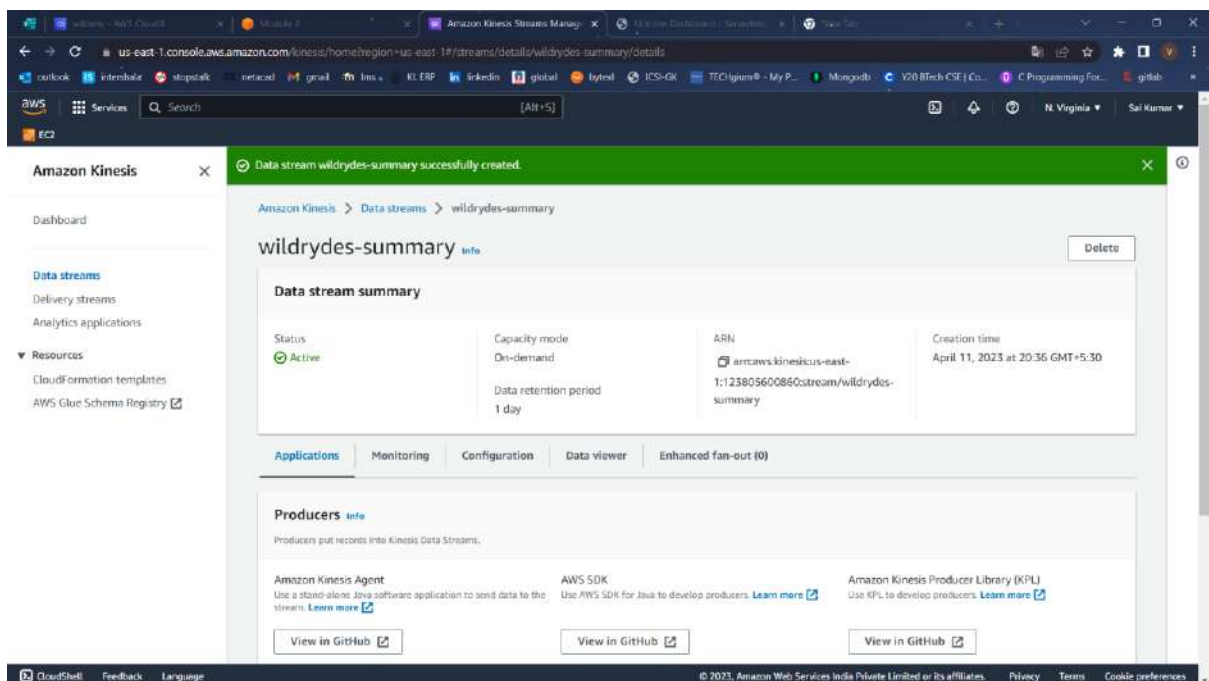 Amazon Kinesis Streams Manage
us-east-1.console.aws.amazon.com/kinesis/home?region=us-east-1#/streams/details/wildrydes-summary/details
outlook
intershala
stopstalk
netacad
gmail
lms
KL ERP
linkedin
global
bytexl
ICSI-GK
TECHgium® - My P...
Mongodb
Y20 BTech CSE | Co...
C Programming For...
gitlab
aws
Services
Search
[Alt+S]
N. Virginia
Sai Kumar
EC2
Amazon Kinesis
Dashboard
Data streams
Delivery streams
Analytics applications
Resources
CloudFormation templates
AWS Glue Schema Registry
Data stream wildrydes-summary successfully created.
Amazon Kinesis > Data streams > wildrydes-summary
wildrydes-summary Info
Delete
Data stream summary
Status
Active
Capacity mode
On-demand
Data retention period
1 day
ARN
arn:aws:kinesis:us-east-
1:123805600860:stream/wildrydes-
summary
Creation time
April 11, 2023 at 20:36 GMT+5:30
Applications
Monitoring
Configuration
Data viewer
Enhanced fan-out (0)
Producers Info
Producers put records into Kinesis Data Streams.
Amazon Kinesis Agent
Use a stand-alone Java software application to send data to the
stream. Learn more
View in GitHub
AWS SDK
Use AWS SDK for Java to develop producers. Learn more
View in GitHub
Amazon Kinesis Producer Library (KPL)
Use KPL to develop producers. Learn more
View in GitHub
CloudShell
Feedback
Language
© 2023, Amazon Web Services India Private Limited or its affiliates.
Privacy
Terms
Cookie preferences